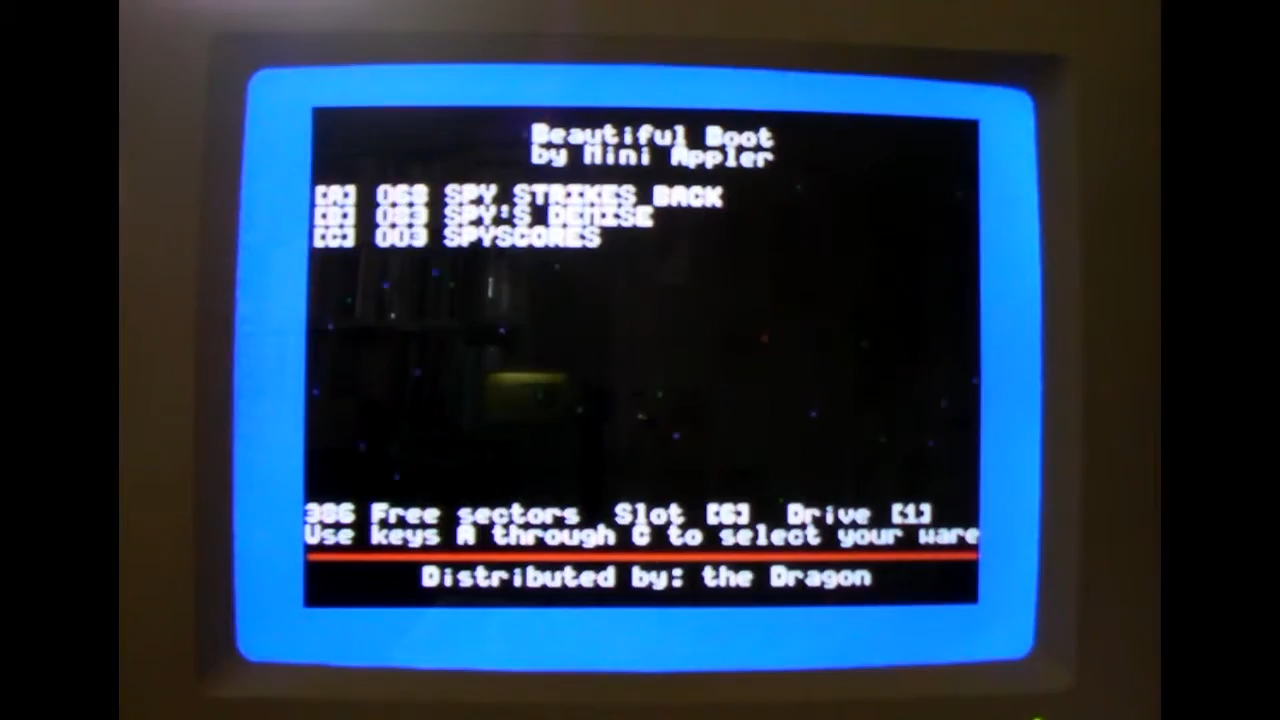 Beautiful Boot
by Mini Appler
[A] 068 SPY STRIKES BACK
[B] 083 SPY'S DEMISE
[C] 003 SPYSCORES
386 Free sectors Slot [6] Drive [1]
Use keys A through C to select your ware
Distributed by: the Dragon